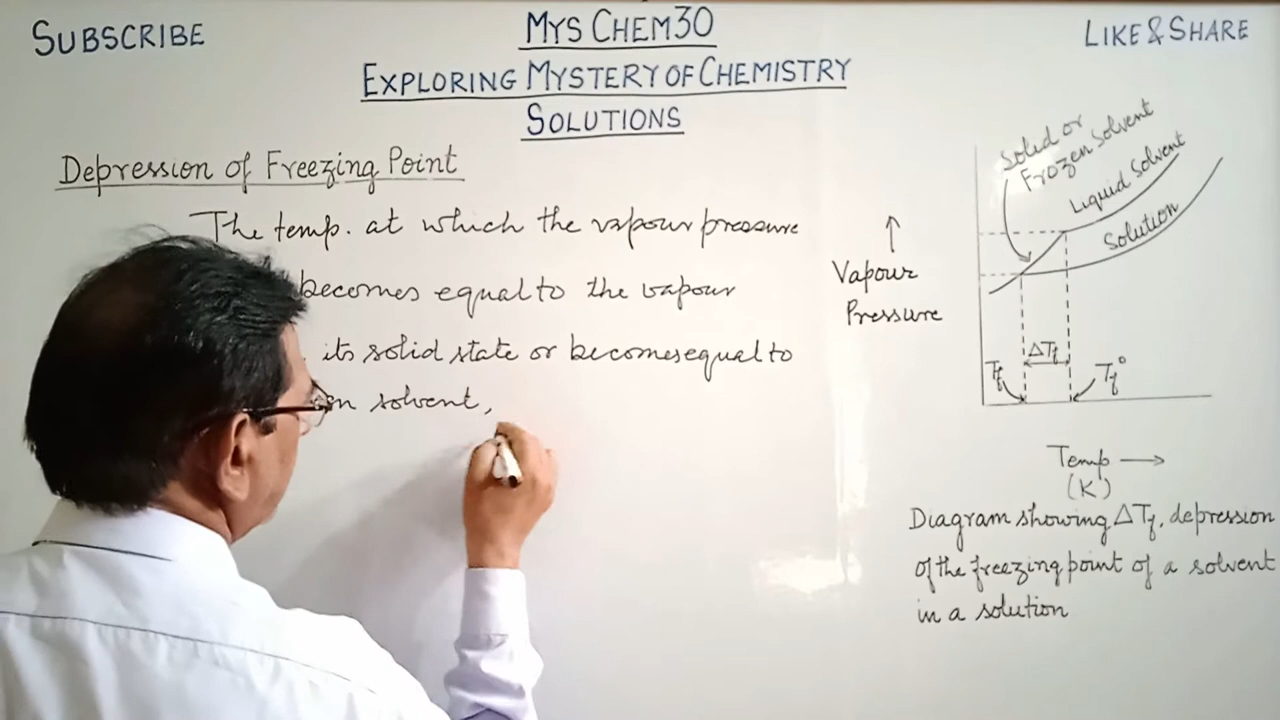 SUBSCRIBE
MYS CHEM30
LIKE & SHARE
EXPLORING MYSTERY OF CHEMISTRY
SOLUTIONS
Depression of Freezing Point
The temp. at which the vapour pressure
becomes equal to the vapour
its solid state or becomes equal to
solvent,
Solid or
Frozen Solvent
Liquid Solvent
Solution
↑
Vapour
Pressure
ΔTf
Tf
Tf°
Temp →
(K)
Diagram showing ΔTf, depression
of the freezing point of a solvent
in a solution